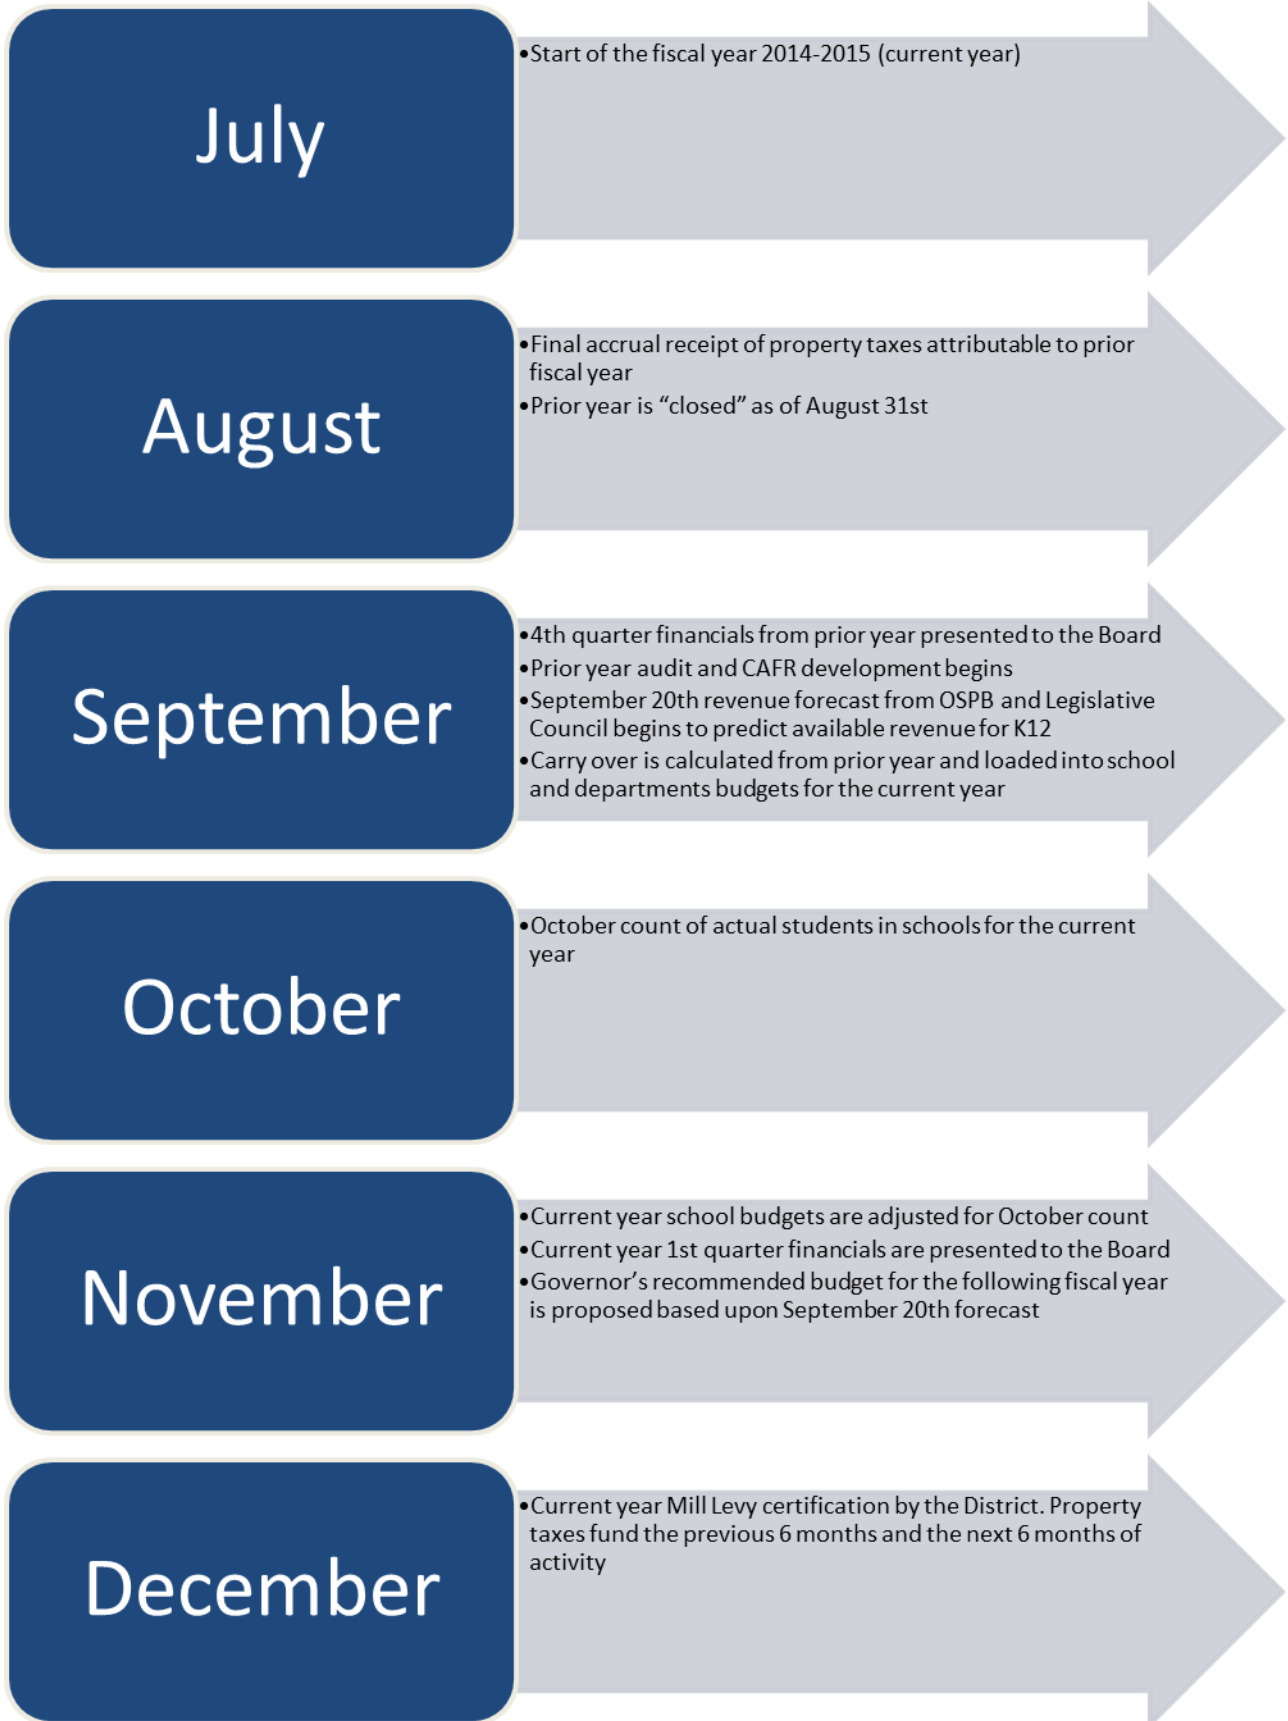 July
•Start of the fiscal year 2014-2015 (current year)
August
•Final accrual receipt of property taxes attributable to prior
fiscal year
•Prior year is “closed” as of August 31st
September
•4th quarter financials from prior year presented to the Board
•Prior year audit and CAFR development begins
•September 20th revenue forecast from OSPB and Legislative
Council begins to predict available revenue for K12
•Carry over is calculated from prior year and loaded into school
and departments budgets for the current year
October
•October count of actual students in schools for the current
year
November
•Current year school budgets are adjusted for October count
•Current year 1st quarter financials are presented to the Board
•Governor’s recommended budget for the following fiscal year
is proposed based upon September 20th forecast
December
•Current year Mill Levy certification by the District. Property
taxes fund the previous 6 months and the next 6 months of
activity